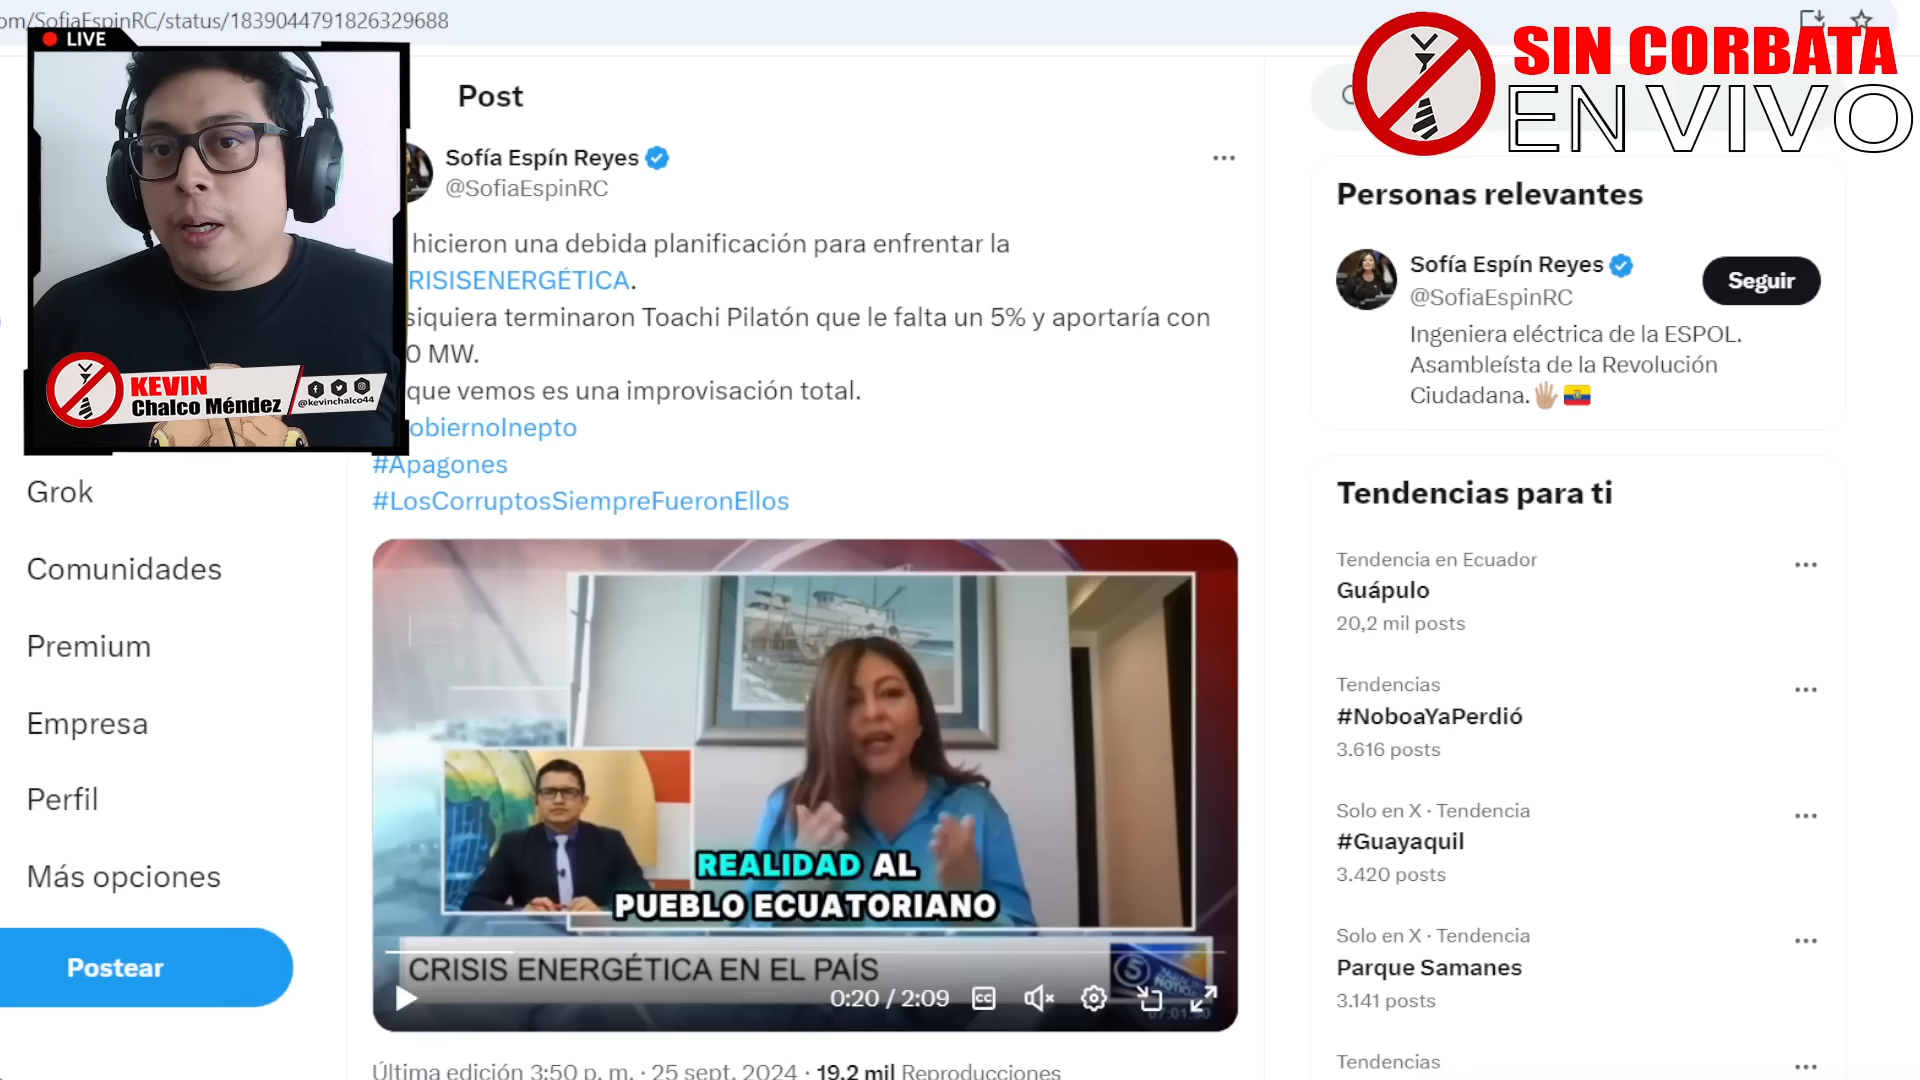 om/SofiaEspinRC/status/1839044791826329688
LIVE
SIN CORBATA
EN VIVO
KEVIN
Chalco Méndez
@kevinchalco44
Post
Sofía Espín Reyes
@SofiaEspinRC
hicieron una debida planificación para enfrentar la
RISISENERGÉTICA.
siquiera terminaron Toachi Pilatón que le falta un 5% y aportaría con
0 MW.
que vemos es una improvisación total.
obiernoInepto
#Apagones
#LosCorruptosSiempreFueronEllos
REALIDAD AL
PUEBLO ECUATORIANO
CRISIS ENERGÉTICA EN EL PAÍS
5
0:20 / 2:09
CC
07:01:50
Última edición 3:50 p. m. · 25 sept. 2024 · 19,2 mil Reproducciones
Grok
Comunidades
Premium
Empresa
Perfil
Más opciones
Postear
Personas relevantes
Sofía Espín Reyes
@SofiaEspinRC
Seguir
Ingeniera eléctrica de la ESPOL.
Asambleísta de la Revolución
Ciudadana.
Tendencias para ti
Tendencia en Ecuador
Guápulo
20,2 mil posts
Tendencias
#NoboaYaPerdió
3.616 posts
Solo en X · Tendencia
#Guayaquil
3.420 posts
Solo en X · Tendencia
Parque Samanes
3.141 posts
Tendencias